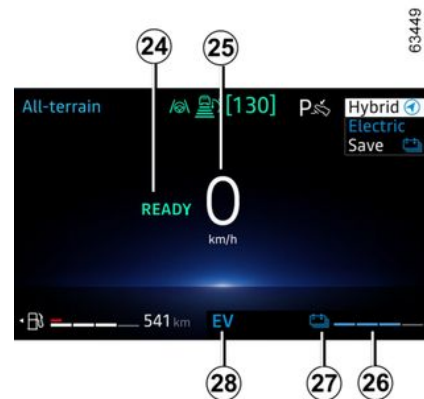 63449
24 25
All-terrain [130] P Hybrid
Electric
Save
READY 0
km/h
541 km EV
28 27 26